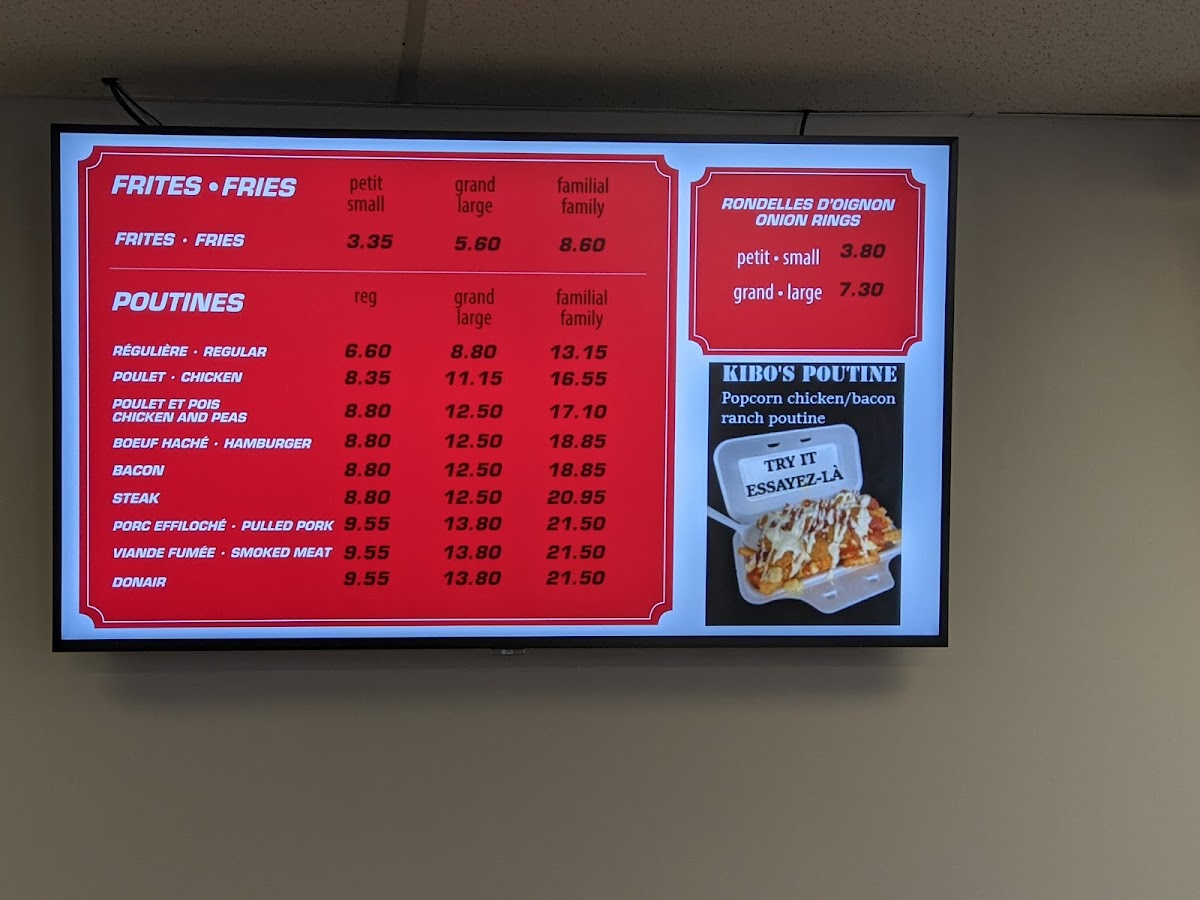 FRITES • FRIES petit small grand large familial family
FRITES · FRIES 3.35 5.60 8.60
POUTINES reg grand large familial family
RÉGULIÈRE · REGULAR 6.60 8.80 13.15
POULET · CHICKEN 8.35 11.15 16.55
POULET ET POIS
CHICKEN AND PEAS 8.80 12.50 17.10
BOEUF HACHÉ · HAMBURGER 8.80 12.50 18.85
BACON 8.80 12.50 18.85
STEAK 8.80 12.50 20.95
PORC EFFILOCHÉ · PULLED PORK 9.55 13.80 21.50
VIANDE FUMÉE · SMOKED MEAT 9.55 13.80 21.50
DONAIR 9.55 13.80 21.50
RONDELLES D'OIGNON
ONION RINGS
petit • small 3.80
grand • large 7.30
KIBO'S POUTINE
Popcorn chicken/bacon
ranch poutine
TRY IT
ESSAYEZ-LÀ
LG